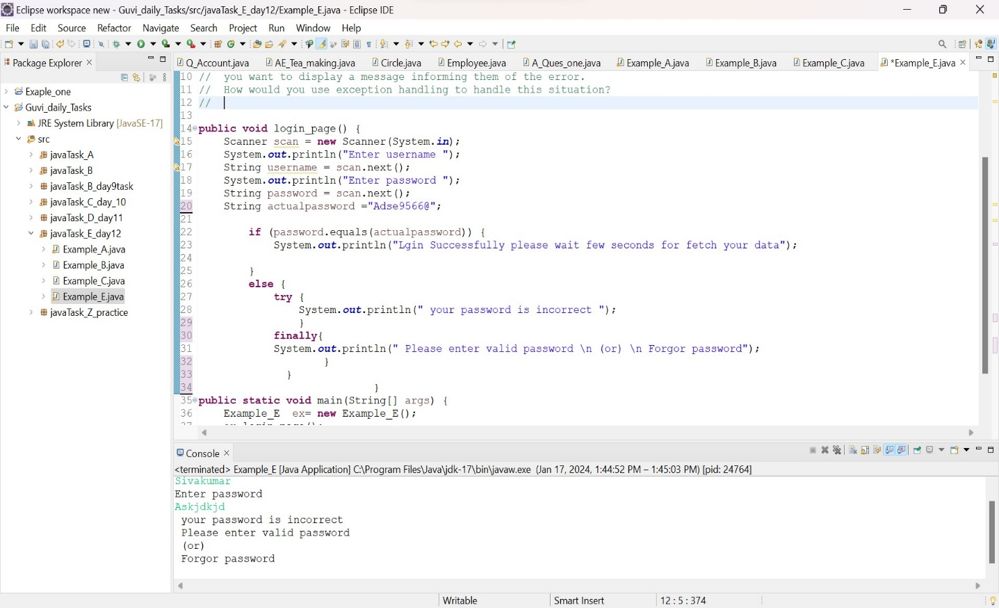 Eclipse workspace new - Guvi_daily_Tasks/src/javaTask_E_day12/Example_E.java - Eclipse IDE
File Edit Source Refactor Navigate Search Project Run Window Help
Package Explorer
Q_Account.java AE_Tea_making.java Circle.java Employee.java A_Ques_one.java Example_A.java Example_B.java Example_C.java *Example_E.java
Exaple_one
Guvi_daily_Tasks
JRE System Library [JavaSE-17]
src
javaTask_A
javaTask_B
javaTask_B_day9task
javaTask_C_day_10
javaTask_D_day11
javaTask_E_day12
Example_A.java
Example_B.java
Example_C.java
Example_E.java
javaTask_Z_practice
10 // you want to display a message informing them of the error.
11 // How would you use exception handling to handle this situation?
12 //
13
14 public void login_page() {
15 Scanner scan = new Scanner(System.in);
16 System.out.println("Enter username ");
17 String username = scan.next();
18 System.out.println("Enter password ");
19 String password = scan.next();
20 String actualpassword ="Adse9566@";
21
22 if (password.equals(actualpassword)) {
23 System.out.println("Lgin Successfully please wait few seconds for fetch your data");
24
25 }
26 else {
27 try {
28 System.out.println(" your password is incorrect ");
29 }
30 finally{
31 System.out.println(" Please enter valid password \n (or) \n Forgor password");
32 }
33 }
34 }
35 public static void main(String[] args) {
36 Example_E ex= new Example_E();
Console
<terminated> Example_E [Java Application] C:\Program Files\Java\jdk-17\bin\javaw.exe (Jan 17, 2024, 1:44:52 PM – 1:45:03 PM) [pid: 24764]
Sivakumar
Enter password
Askjdkjd
your password is incorrect
Please enter valid password
(or)
Forgor password
Writable Smart Insert 12 : 5 : 374